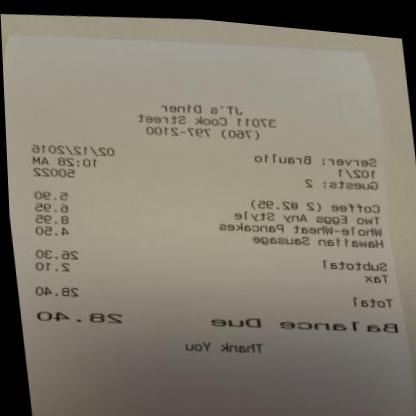 JT's Diner
37011 Cook Street
(760) 797-2100
Server: Braulio 02/12/2016
102/1 10:28 AM
Guests: 2 50022
Coffee (2 @2.95) 5.90
Two Eggs Any Style 6.95
Whole-Wheat Pancakes 8.95
Hawaiian Sausage 4.50
Subtotal 26.30
Tax 2.10
Total 28.40
Balance Due 28.40
Thank You